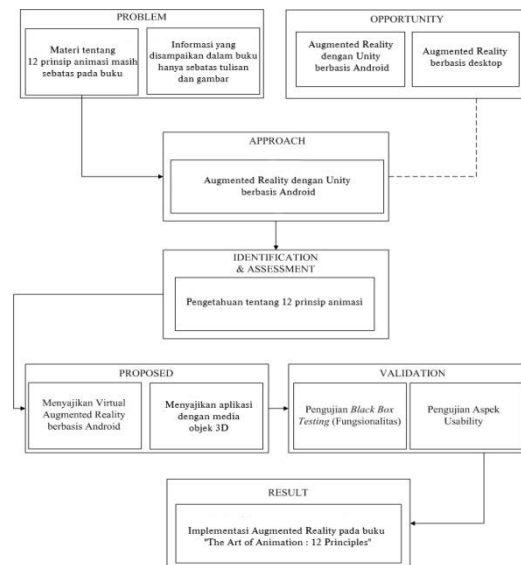 PROBLEM
Materi tentang
12 prinsip animasi masih
sebatas pada buku
Informasi yang
disampaikan dalam buku
hanya sebatas tulisan
dan gambar
OPPORTUNITY
Augmented Reality
dengan Unity
berbasis Android
Augmented Reality
berbasis desktop
APPROACH
Augmented Reality dengan Unity
berbasis Android
IDENTIFICATION
& ASSESSMENT
Pengetahuan tentang 12 prinsip animasi
PROPOSED
Menyajikan Virtual
Augmented Reality
berbasis Android
Menyajikan aplikasi
dengan media
objek 3D
VALIDATION
Pengujian Black Box
Testing (Fungsionalitas)
Pengujian Aspek
Usability
RESULT
Implementasi Augmented Reality pada buku
"The Art of Animation : 12 Principles"